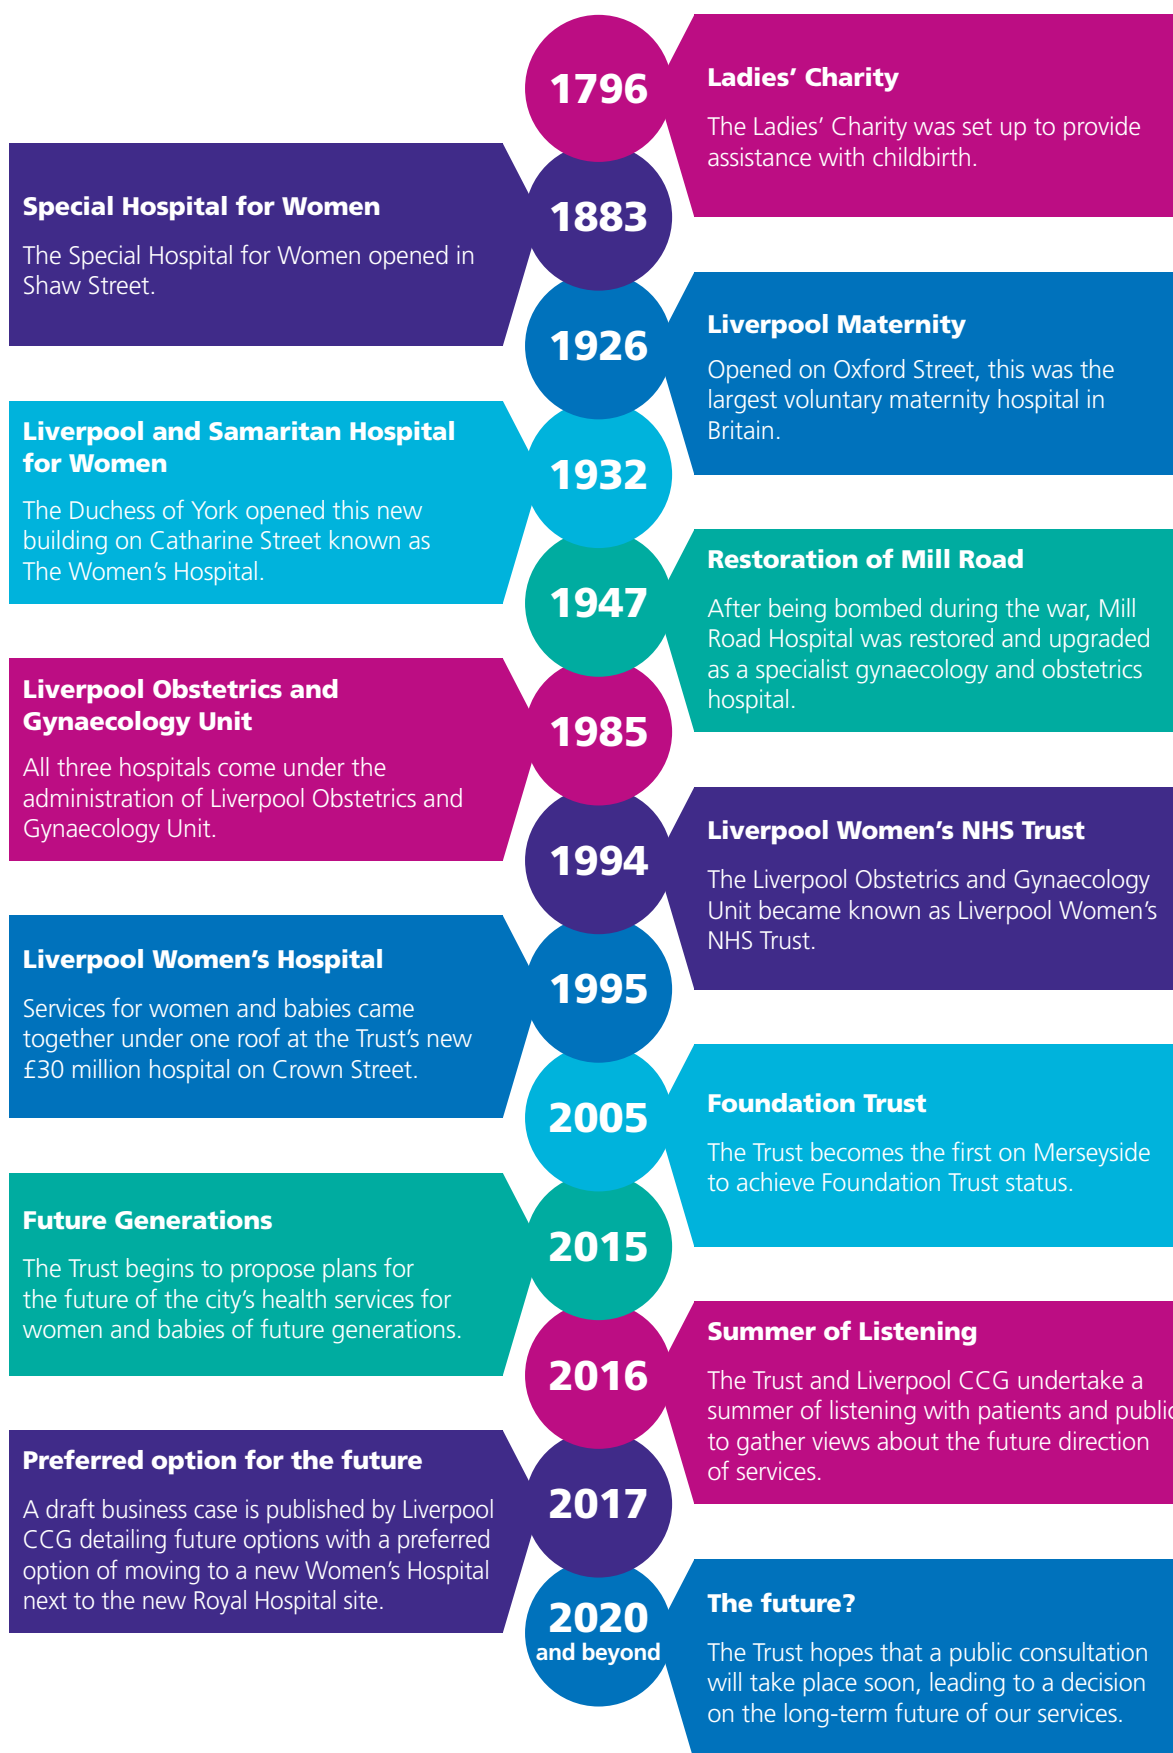 1796
Ladies’ Charity
The Ladies’ Charity was set up to provide
assistance with childbirth.
1883
Special Hospital for Women
The Special Hospital for Women opened in
Shaw Street.
1926
Liverpool Maternity
Opened on Oxford Street, this was the
largest voluntary maternity hospital in
Britain.
1932
Liverpool and Samaritan Hospital
for Women
The Duchess of York opened this new
building on Catharine Street known as
The Women’s Hospital.
1947
Restoration of Mill Road
After being bombed during the war, Mill
Road Hospital was restored and upgraded
as a specialist gynaecology and obstetrics
hospital.
1985
Liverpool Obstetrics and
Gynaecology Unit
All three hospitals come under the
administration of Liverpool Obstetrics and
Gynaecology Unit.
1994
Liverpool Women’s NHS Trust
The Liverpool Obstetrics and Gynaecology
Unit became known as Liverpool Women’s
NHS Trust.
1995
Liverpool Women’s Hospital
Services for women and babies came
together under one roof at the Trust’s new
£30 million hospital on Crown Street.
2005
Foundation Trust
The Trust becomes the first on Merseyside
to achieve Foundation Trust status.
2015
Future Generations
The Trust begins to propose plans for
the future of the city’s health services for
women and babies of future generations.
2016
Summer of Listening
The Trust and Liverpool CCG undertake a
summer of listening with patients and public
to gather views about the future direction
of services.
2017
Preferred option for the future
A draft business case is published by Liverpool
CCG detailing future options with a preferred
option of moving to a new Women’s Hospital
next to the new Royal Hospital site.
2020
and beyond
The future?
The Trust hopes that a public consultation
will take place soon, leading to a decision
on the long-term future of our services.